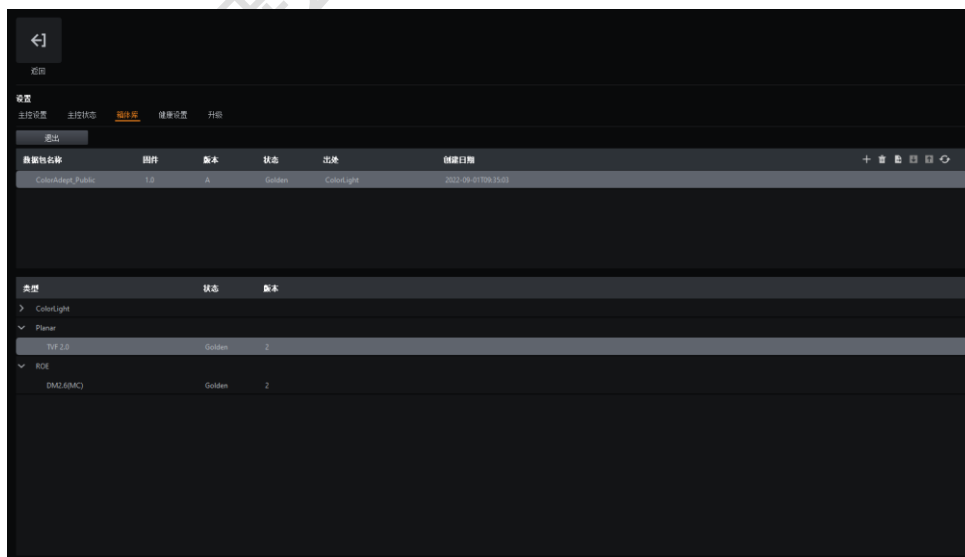 返回
设置
主控设置 主控状态 箱体库 健康设置 升级
退出
数据包名称 固件 版本 状态 出处 创建日期
ColorAdept_Public 1.0 A Golden ColorLight 2022-09-01T09:35:03
类型 状态 版本
ColorLight
Planar
TVF 2.0 Golden 2
ROE
DM2.6(MC) Golden 2